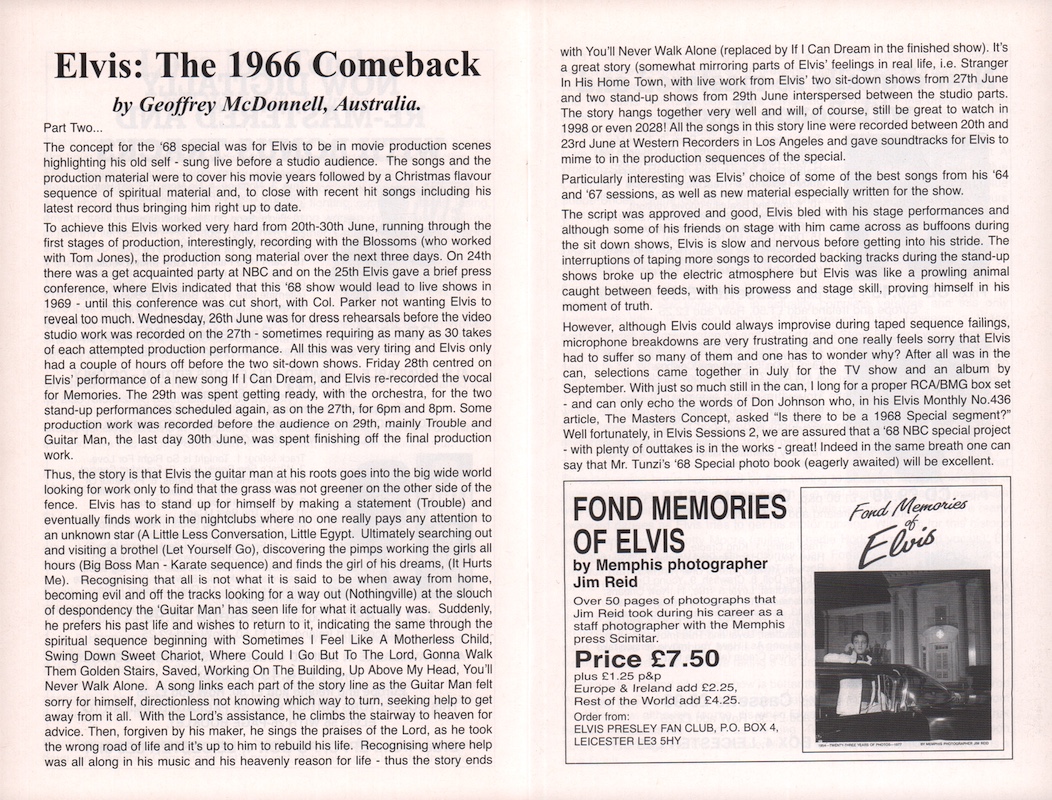 Elvis: The 1966 Comeback
by Geoffrey McDonnell, Australia.
Part Two...
The concept for the '68 special was for Elvis to be in movie production scenes
highlighting his old self - sung live before a studio audience. The songs and the
production material were to cover his movie years followed by a Christmas flavour
sequence of spiritual material and, to close with recent hit songs including his
latest record thus bringing him right up to date.
To achieve this Elvis worked very hard from 20th-30th June, running through the
first stages of production, interestingly, recording with the Blossoms (who worked
with Tom Jones), the production song material over the next three days. On 24th
there was a get acquainted party at NBC and on the 25th Elvis gave a brief press
conference, where Elvis indicated that this '68 show would lead to live shows in
1969 - until this conference was cut short, with Col. Parker not wanting Elvis to
reveal too much. Wednesday, 26th June was for dress rehearsals before the video
studio work was recorded on the 27th - sometimes requiring as many as 30 takes
of each attempted production performance. All this was very tiring and Elvis only
had a couple of hours off before the two sit-down shows. Friday 28th centred on
Elvis' performance of a new song If I Can Dream, and Elvis re-recorded the vocal
for Memories. The 29th was spent getting ready, with the orchestra, for the two
stand-up performances scheduled again, as on the 27th, for 6pm and 8pm. Some
production work was recorded before the audience on 29th, mainly Trouble and
Guitar Man, the last day 30th June, was spent finishing off the final production
work.
Thus, the story is that Elvis the guitar man at his roots goes into the big wide world
looking for work only to find that the grass was not greener on the other side of the
fence. Elvis has to stand up for himself by making a statement (Trouble) and
eventually finds work in the nightclubs where no one really pays any attention to
an unknown star (A Little Less Conversation, Little Egypt. Ultimately searching out
and visiting a brothel (Let Yourself Go), discovering the pimps working the girls all
hours (Big Boss Man - Karate sequence) and finds the girl of his dreams, (It Hurts
Me). Recognising that all is not what it is said to be when away from home,
becoming evil and off the tracks looking for a way out (Nothingville) at the slouch
of despondency the 'Guitar Man' has seen life for what it actually was. Suddenly,
he prefers his past life and wishes to return to it, indicating the same through the
spiritual sequence beginning with Sometimes I Feel Like A Motherless Child,
Swing Down Sweet Chariot, Where Could I Go But To The Lord, Gonna Walk
Them Golden Stairs, Saved, Working On The Building, Up Above My Head, You'll
Never Walk Alone. A song links each part of the story line as the Guitar Man felt
sorry for himself, directionless not knowing which way to turn, seeking help to get
away from it all. With the Lord's assistance, he climbs the stairway to heaven for
advice. Then, forgiven by his maker, he sings the praises of the Lord, as he took
the wrong road of life and it's up to him to rebuild his life. Recognising where help
was all along in his music and his heavenly reason for life - thus the story ends
with You'll Never Walk Alone (replaced by If I Can Dream in the finished show). It's
a great story (somewhat mirroring parts of Elvis' feelings in real life, i.e. Stranger
In His Home Town, with live work from Elvis' two sit-down shows from 27th June
and two stand-up shows from 29th June interspersed between the studio parts.
The story hangs together very well and will, of course, still be great to watch in
1998 or even 2028! All the songs in this story line were recorded between 20th and
23rd June at Western Recorders in Los Angeles and gave soundtracks for Elvis to
mime to in the production sequences of the special.
Particularly interesting was Elvis' choice of some of the best songs from his '64
and '67 sessions, as well as new material especially written for the show.
The script was approved and good, Elvis bled with his stage performances and
although some of his friends on stage with him came across as buffoons during
the sit down shows, Elvis is slow and nervous before getting into his stride. The
interruptions of taping more songs to recorded backing tracks during the stand-up
shows broke up the electric atmosphere but Elvis was like a prowling animal
caught between feeds, with his prowess and stage skill, proving himself in his
moment of truth.
However, although Elvis could always improvise during taped sequence failings,
microphone breakdowns are very frustrating and one really feels sorry that Elvis
had to suffer so many of them and one has to wonder why? After all was in the
can, selections came together in July for the TV show and an album by
September. With just so much still in the can, I long for a proper RCA/BMG box set
- and can only echo the words of Don Johnson who, in his Elvis Monthly No.436
article, The Masters Concept, asked "Is there to be a 1968 Special segment?"
Well fortunately, in Elvis Sessions 2, we are assured that a '68 NBC special project
- with plenty of outtakes is in the works - great! Indeed in the same breath one can
say that Mr. Tunzi's '68 Special photo book (eagerly awaited) will be excellent.
FOND MEMORIES
OF ELVIS
by Memphis photographer
Jim Reid
Over 50 pages of photographs that
Jim Reid took during his career as a
staff photographer with the Memphis
press Scimitar.
Price £7.50
plus £1.25 p&p
Europe & Ireland add £2.25,
Rest of the World add £4.25.
Order from:
ELVIS PRESLEY FAN CLUB, P.O. BOX 4,
LEICESTER LE3 5HY
Fond Memories
of
Elvis
1954—TWENTY-THREE YEARS OF PHOTOS—1977
BY MEMPHIS PHOTOGRAPHER JIM REID